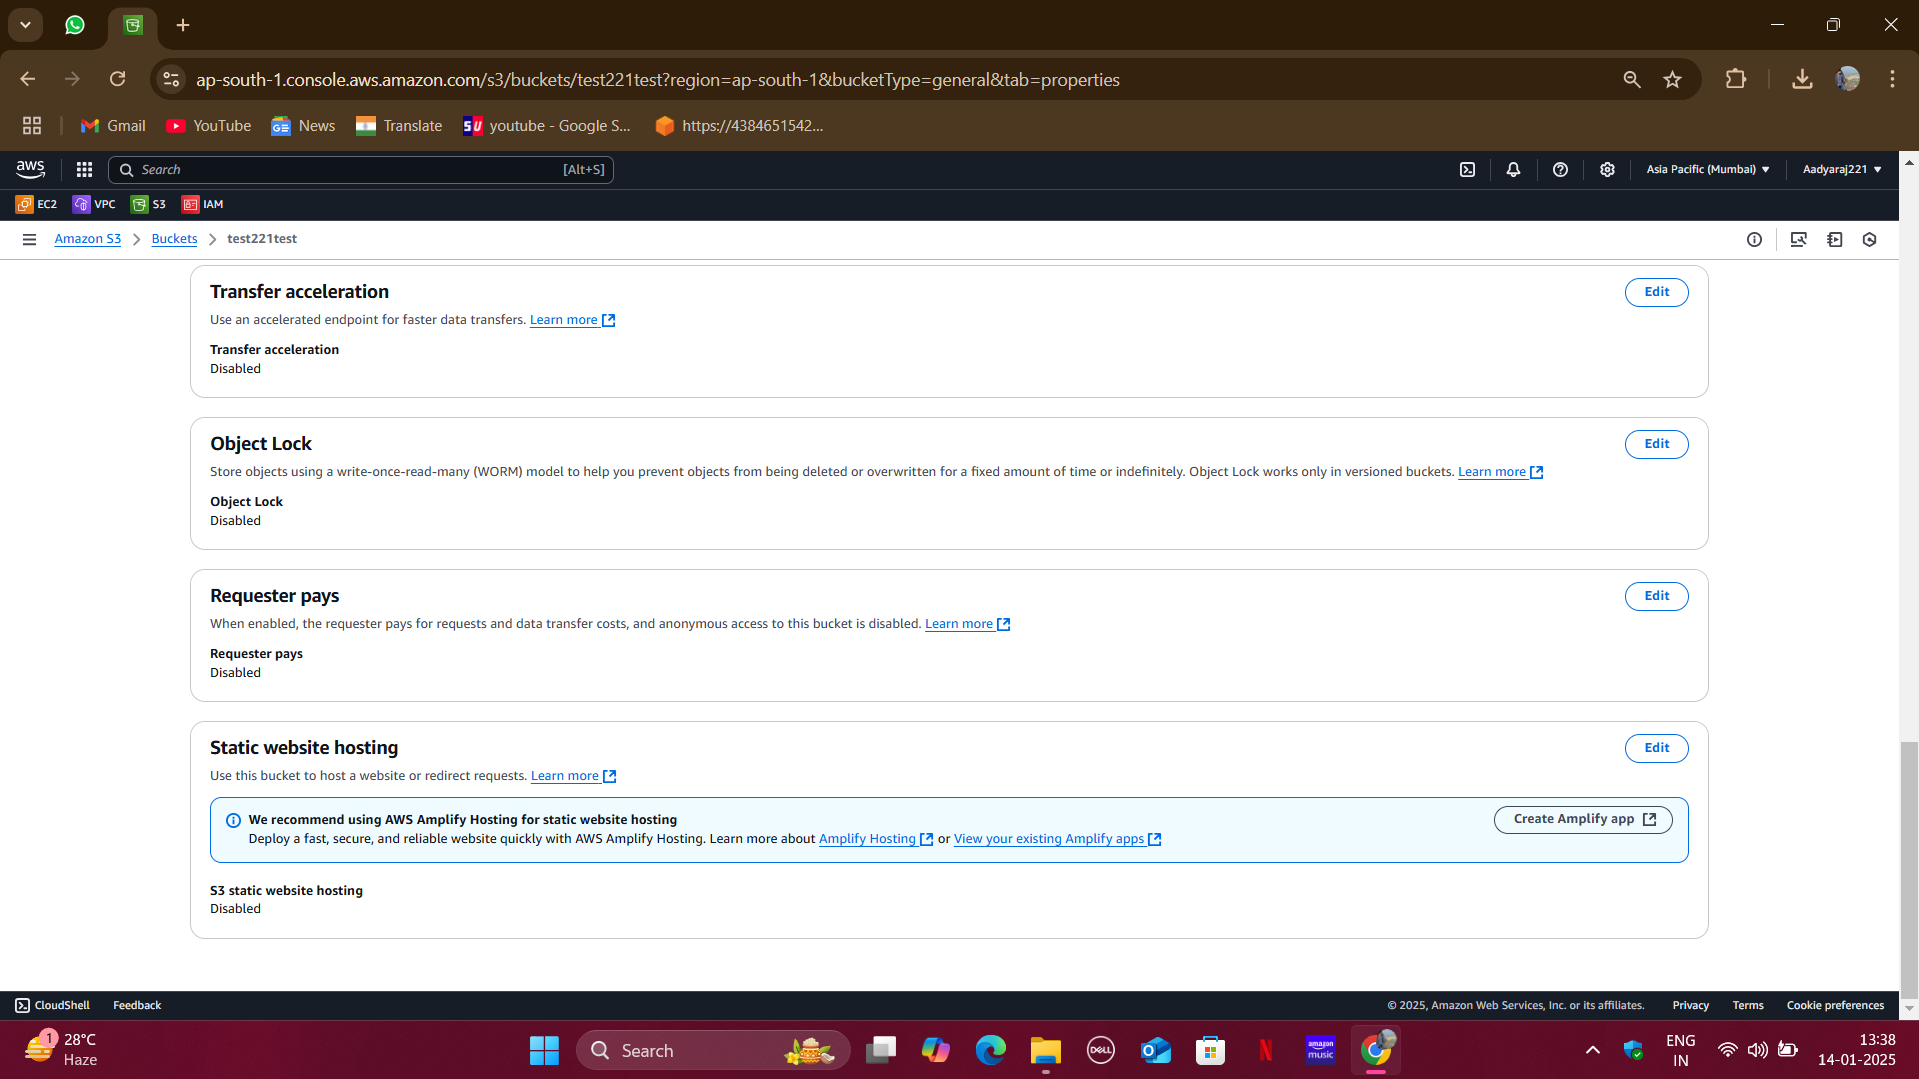 ap-south-1.console.aws.amazon.com/s3/buckets/test221test?region=ap-south-1&bucketType=general&tab=properties
Gmail YouTube News Translate youtube - Google S... https://4384651542...
aws Search [Alt+S] Asia Pacific (Mumbai) Aadyaraj221
EC2 VPC S3 IAM
Amazon S3 Buckets test221test
Transfer acceleration Edit
Use an accelerated endpoint for faster data transfers. Learn more
Transfer acceleration
Disabled
Object Lock Edit
Store objects using a write-once-read-many (WORM) model to help you prevent objects from being deleted or overwritten for a fixed amount of time or indefinitely. Object Lock works only in versioned buckets. Learn more
Object Lock
Disabled
Requester pays Edit
When enabled, the requester pays for requests and data transfer costs, and anonymous access to this bucket is disabled. Learn more
Requester pays
Disabled
Static website hosting Edit
Use this bucket to host a website or redirect requests. Learn more
We recommend using AWS Amplify Hosting for static website hosting Create Amplify app
Deploy a fast, secure, and reliable website quickly with AWS Amplify Hosting. Learn more about Amplify Hosting or View your existing Amplify apps
S3 static website hosting
Disabled
CloudShell Feedback © 2025, Amazon Web Services, Inc. or its affiliates. Privacy Terms Cookie preferences
1 28°C
Haze
Search
DELL
amazon music
ENG
IN
13:38
14-01-2025